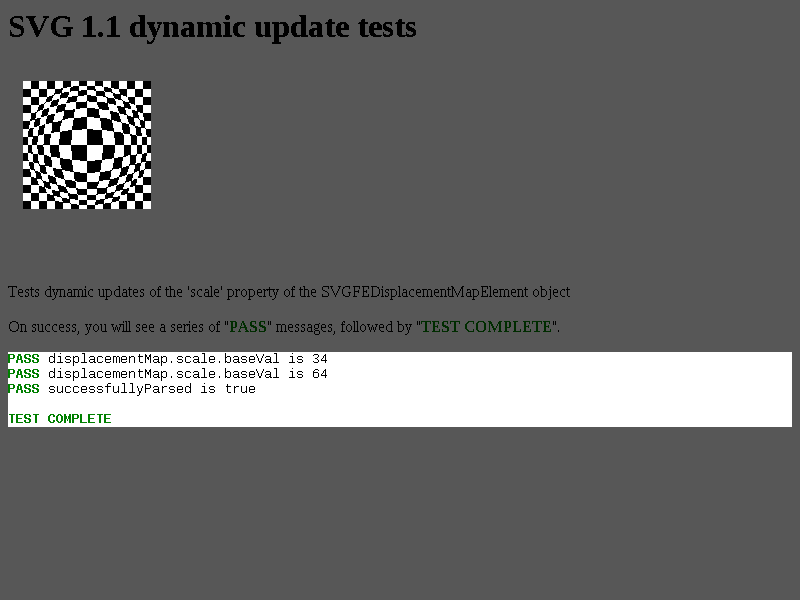 SVG 1.1 dynamic update tests
Tests dynamic updates of the 'scale' property of the SVGFEDisplacementMapElement object
On success, you will see a series of "PASS" messages, followed by "TEST COMPLETE".
PASS displacementMap.scale.baseVal is 34
PASS displacementMap.scale.baseVal is 64
PASS successfullyParsed is true
TEST COMPLETE